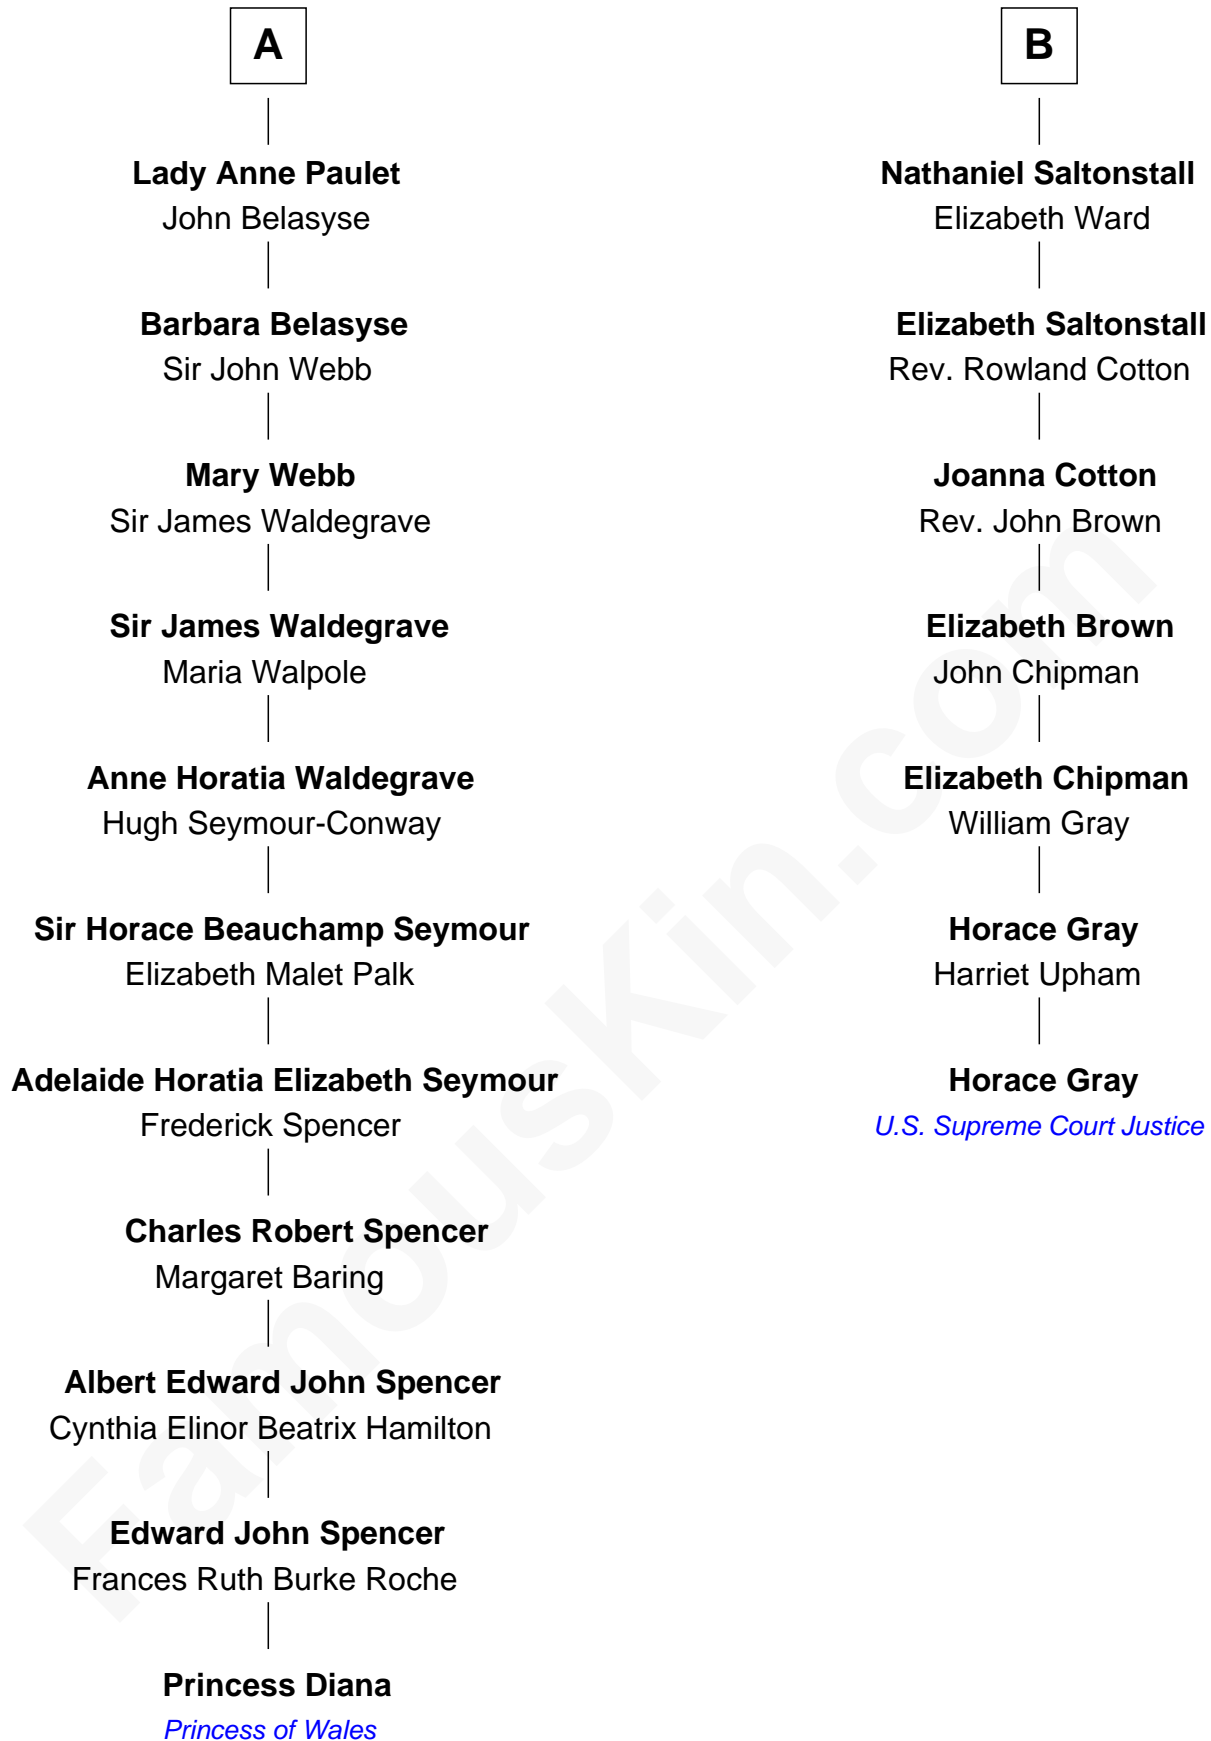 A
Lady Anne Paulet
John Belasyse
Barbara Belasyse
Sir John Webb
Mary Webb
Sir James Waldegrave
Sir James Waldegrave
Maria Walpole
Anne Horatia Waldegrave
Hugh Seymour-Conway
Sir Horace Beauchamp Seymour
Elizabeth Malet Palk
Adelaide Horatia Elizabeth Seymour
Frederick Spencer
Charles Robert Spencer
Margaret Baring
Albert Edward John Spencer
Cynthia Elinor Beatrix Hamilton
Edward John Spencer
Frances Ruth Burke Roche
Princess Diana
Princess of Wales
B
Nathaniel Saltonstall
Elizabeth Ward
Elizabeth Saltonstall
Rev. Rowland Cotton
Joanna Cotton
Rev. John Brown
Elizabeth Brown
John Chipman
Elizabeth Chipman
William Gray
Horace Gray
Harriet Upham
Horace Gray
U.S. Supreme Court Justice
FamousKin.com